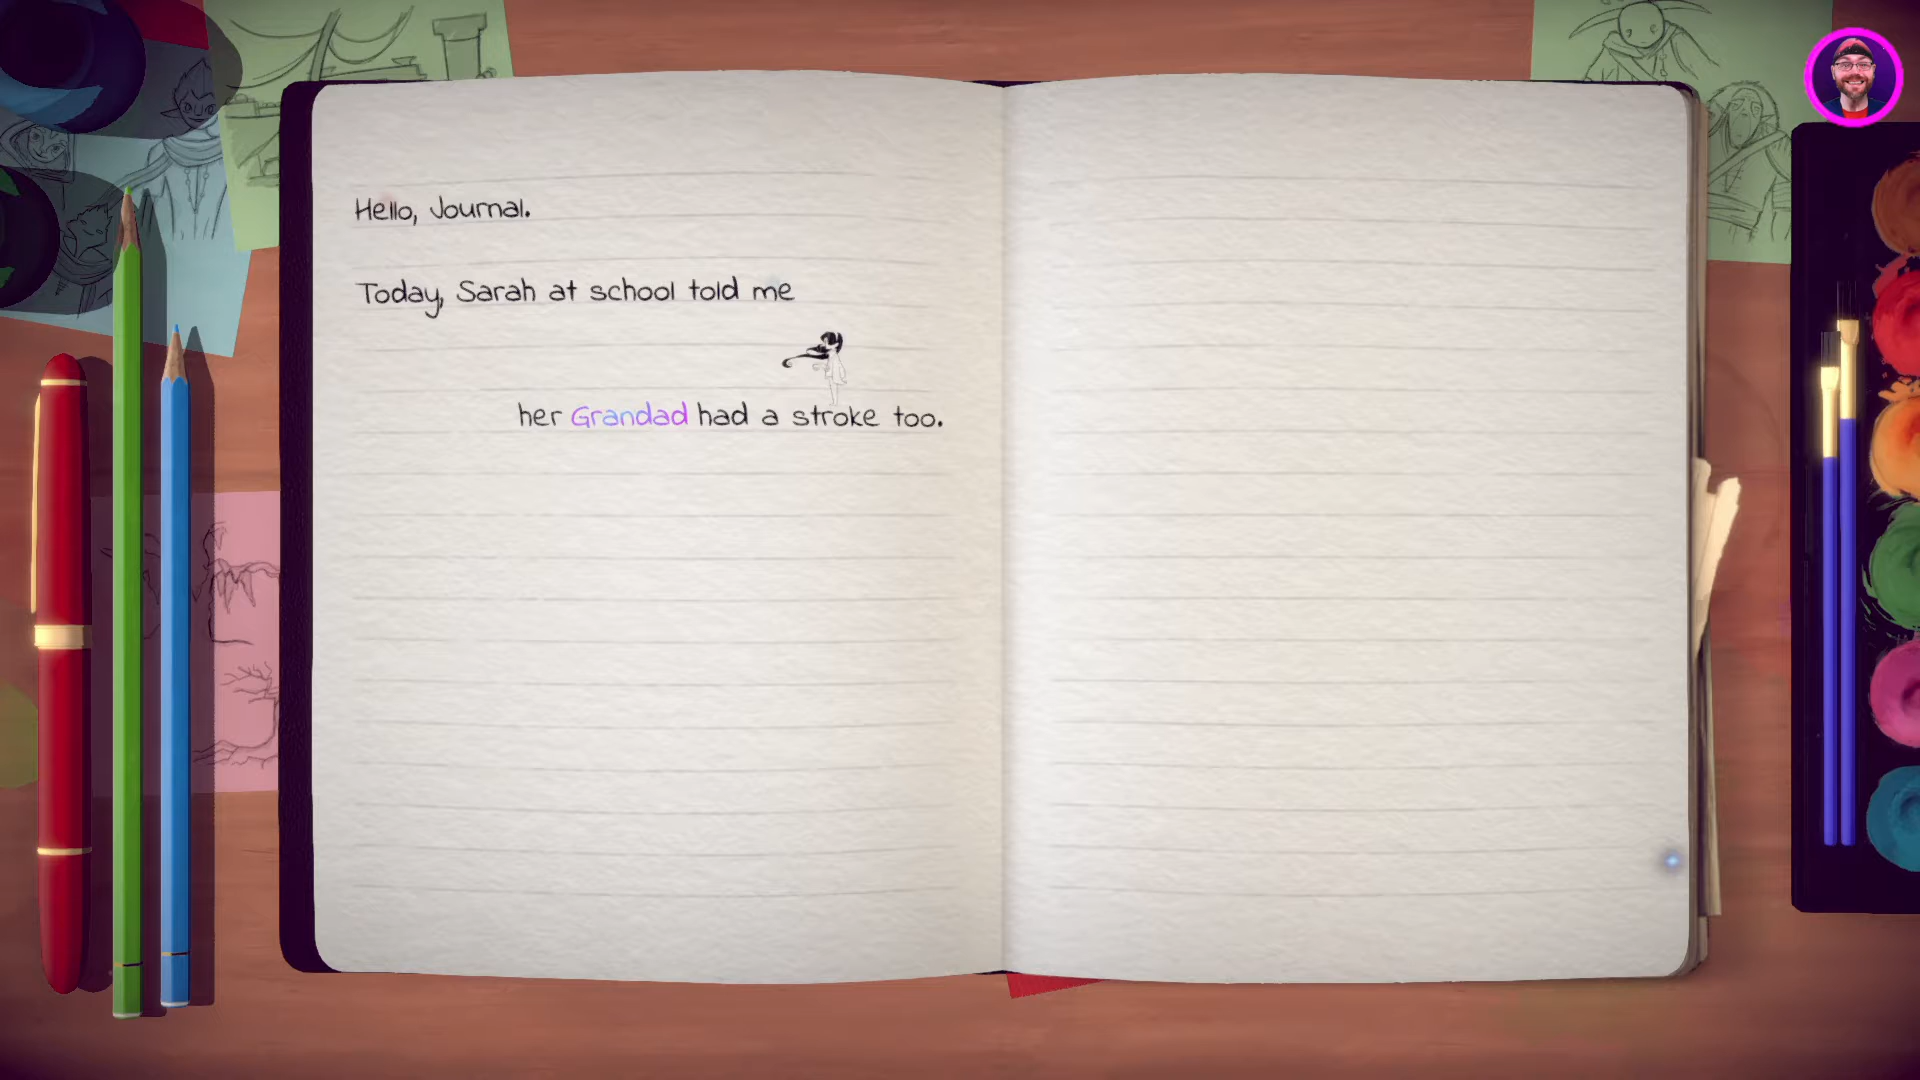 Hello, Journal.
Today, Sarah at school told me
her Grandad had a stroke too.